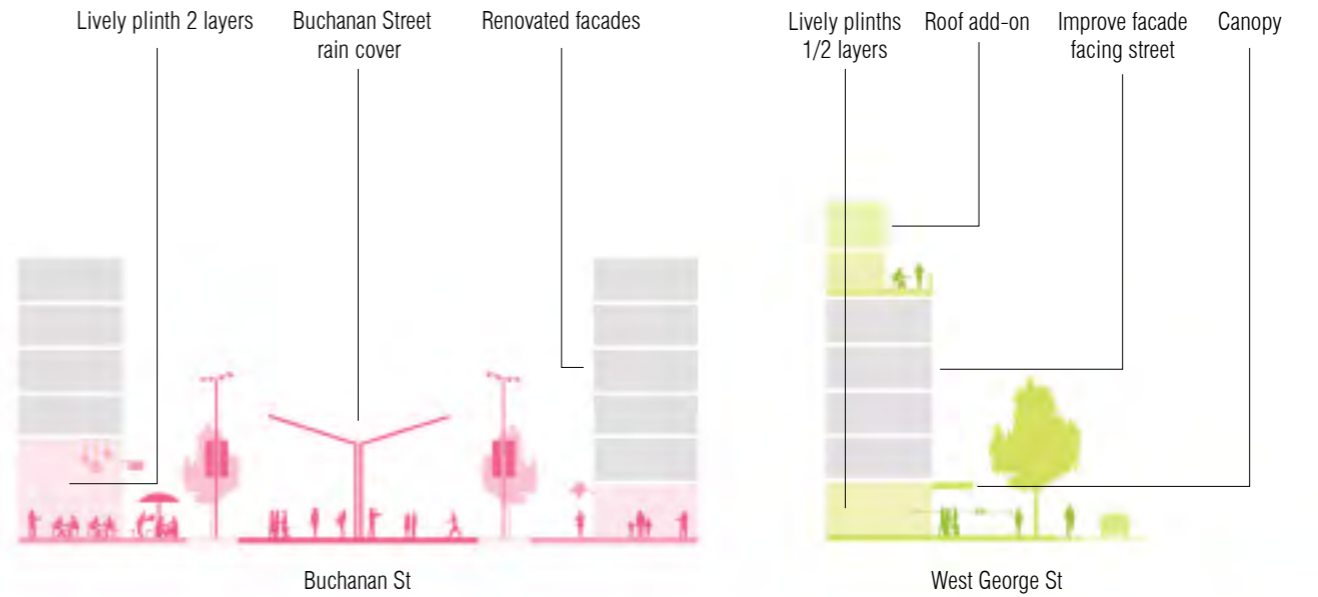 Lively plinth 2 layers
Buchanan Street
rain cover
Renovated facades
Lively plinths
1/2 layers
Roof add-on
Improve facade
facing street
Canopy
Buchanan St
West George St